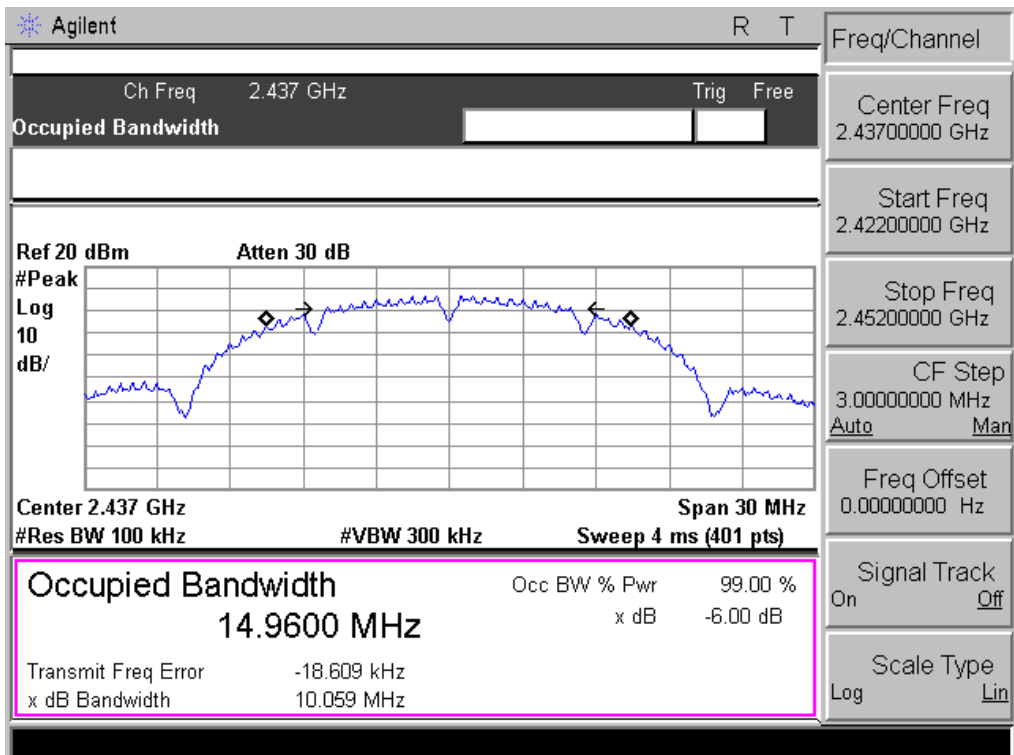 Agilent R T
Ch Freq 2.437 GHz Trig Free
Occupied Bandwidth
Ref 20 dBm Atten 30 dB
#Peak
Log
10
dB/
Center 2.437 GHz Span 30 MHz
#Res BW 100 kHz #VBW 300 kHz Sweep 4 ms (401 pts)
Occupied Bandwidth Occ BW % Pwr 99.00 %
14.9600 MHz x dB -6.00 dB
Transmit Freq Error -18.609 kHz
x dB Bandwidth 10.059 MHz
Freq/Channel
Center Freq
2.43700000 GHz
Start Freq
2.42200000 GHz
Stop Freq
2.45200000 GHz
CF Step
3.00000000 MHz
Auto Man
Freq Offset
0.00000000 Hz
Signal Track
On Off
Scale Type
Log Lin